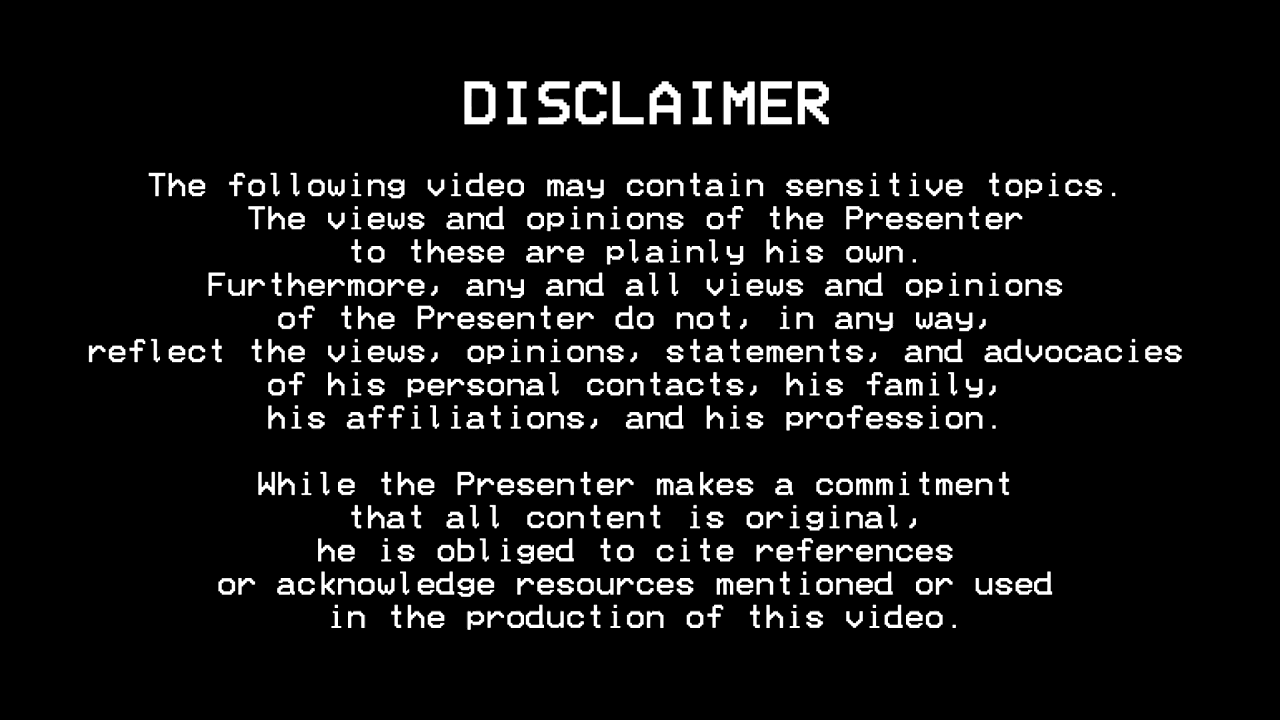 DISCLAIMER
The following video may contain sensitive topics.
The views and opinions of the Presenter
to these are plainly his own.
Furthermore, any and all views and opinions
of the Presenter do not, in any way,
reflect the views, opinions, statements, and advocacies
of his personal contacts, his family,
his affiliations, and his profession.
While the Presenter makes a commitment
that all content is original,
he is obliged to cite references
or acknowledge resources mentioned or used
in the production of this video.